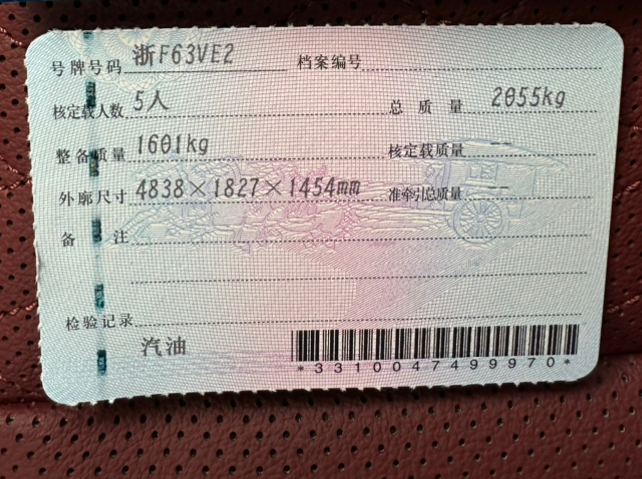 号牌号码 浙F63VE2 档案编号
核定载人数 5人 总质量 2055kg
整备质量 1601kg 核定载质量 --
外廓尺寸 4838×1827×1454mm 准牵引总质量 --
备注
检验记录
汽油
*3310047499970*